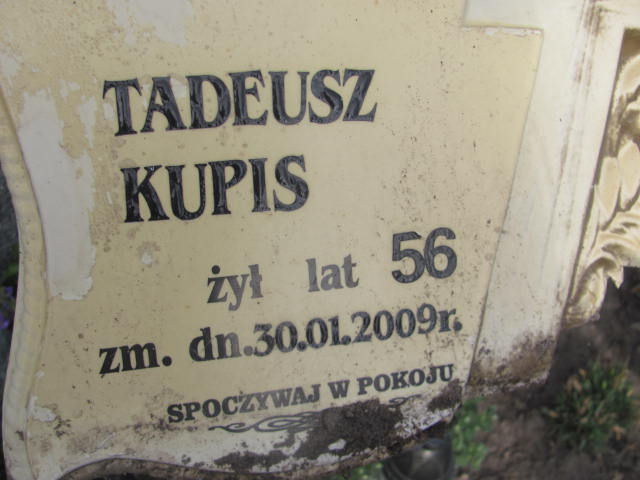 TADEUSZ
KUPIS
żył lat 56
zm. dn.30.01.2009r.
SPOCZYWAJ W POKOJU